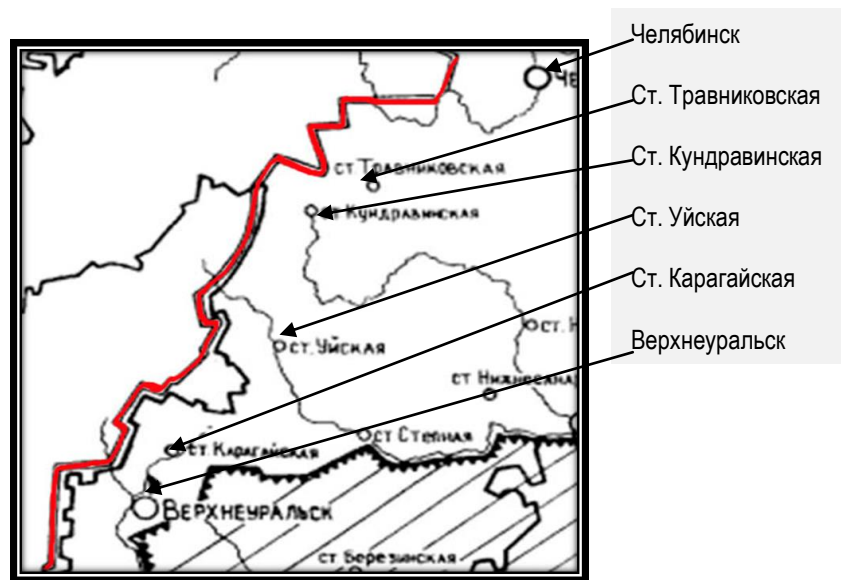 Челябинск
Ст. Травниковская
Ст. Кундравинская
Ст. Уйская
Ст. Карагайская
Верхнеуральск
ст. Травниковская
ст Кундравинская
ст. Уйская
ст. Степная
ст. Карагайская
Верхнеуральск
ст Березинская